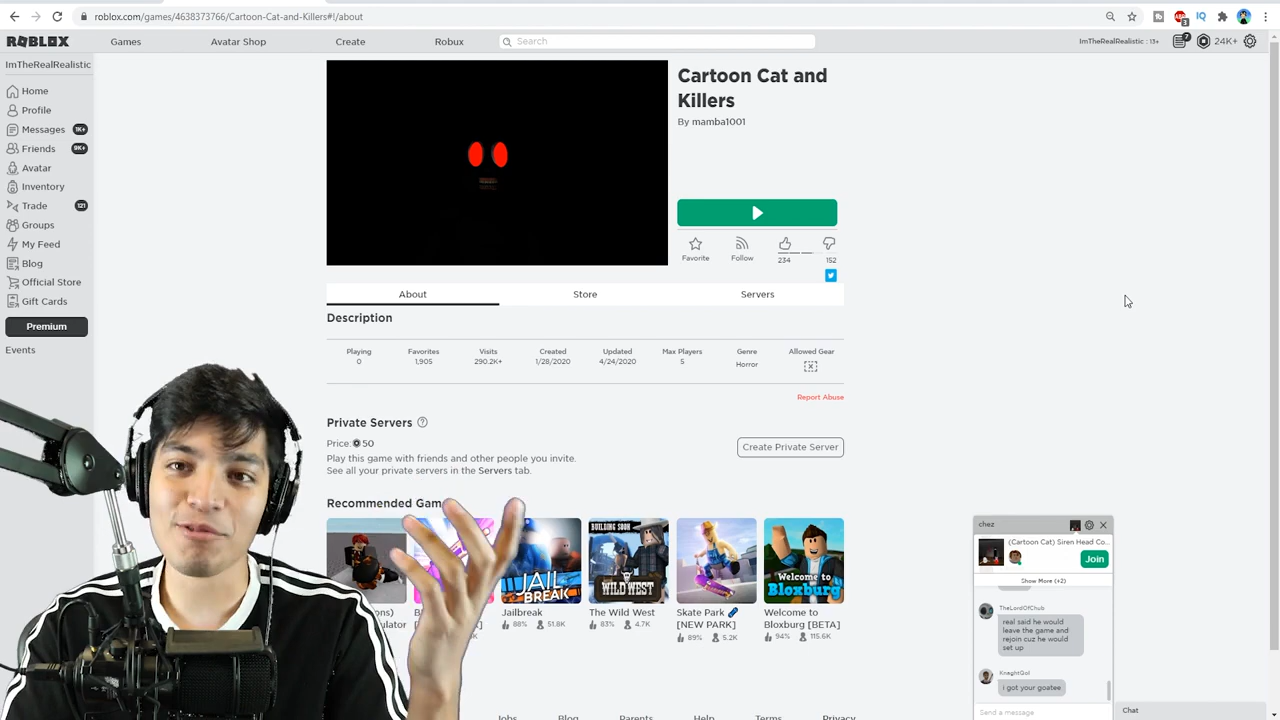 roblox.com/games/4638373766/Cartoon-Cat-and-Killers#!/about
3
ROBLOX
Games
Avatar Shop
Create
Robux
Search
ImTheRealRealistic : 13+
7
24K+
ImTheRealRealistic
Home
Profile
Messages
1K+
Friends
9K+
Avatar
Inventory
Trade
121
Groups
My Feed
Blog
Official Store
Gift Cards
Premium
Events
Cartoon Cat and
Killers
By mamba1001
Favorite
Follow
234
152
About
Store
Servers
Description
Playing
0
Favorites
1,905
Visits
290.2K+
Created
1/28/2020
Updated
4/24/2020
Max Players
5
Genre
Horror
Allowed Gear
Report Abuse
Private Servers
Price: 50
Play this game with friends and other people you invite.
See all your private servers in the Servers tab.
Create Private Server
Recommended Gam
Jailbreak
88% 51.8K
BUILDING SOON
WILD WEST
The Wild West
83% 4.7K
Skate Park
[NEW PARK]
89% 5.2K
Welcome to
Bloxburg
Welcome to
Bloxburg [BETA]
94% 115.6K
JAIL
BREAK
chez
(Cartoon Cat) Siren Head Co...
Join
Show More (+2)
TheLordOfChub
real said he would
leave the game and
rejoin cuz he would
set up
KnaghtGol
i got your goatee
Send a message
Chat
Jobs
Blog
Parents
Help
Terms
Privacy